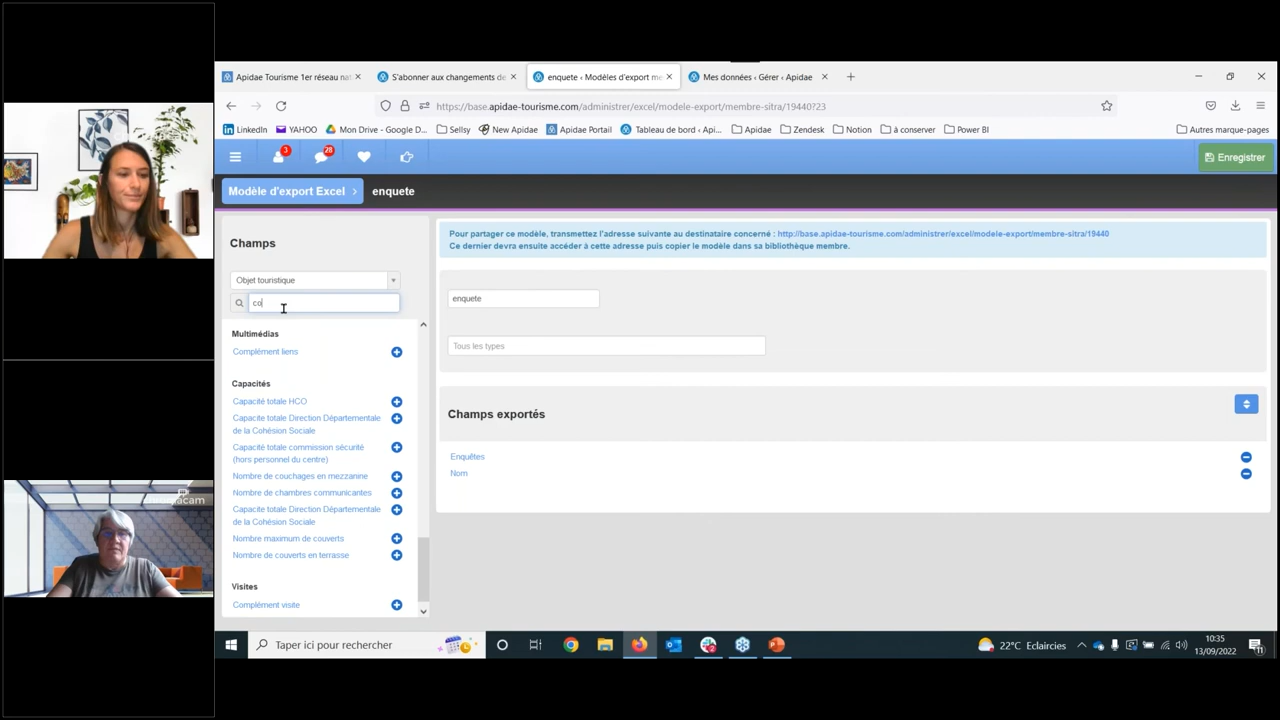 Apidae Tourisme 1er réseau nat
S'abonner aux changements de
enquete ‹ Modèles d'export me
Mes données ‹ Gérer ‹ Apidae
https://base.apidae-tourisme.com/administrer/excel/modele-export/membre-sitra/19440?23
LinkedIn
YAHOO
Mon Drive - Google D...
Sellsy
New Apidae
Apidae Portail
Tableau de bord ‹ Api...
Apidae
Zendesk
Notion
à conserver
Power BI
Autres marque-pages
3
28
Enregistrer
Modèle d'export Excel
enquete
Champs
Objet touristique
co
Multimédias
Complément liens
Capacités
Capacité totale HCO
Capacite totale Direction Départementale
de la Cohésion Sociale
Capacité totale commission sécurité
(hors personnel du centre)
Nombre de couchages en mezzanine
Nombre de chambres communicantes
Capacite totale Direction Départementale
de la Cohésion Sociale
Nombre maximum de couverts
Nombre de couverts en terrasse
Visites
Complément visite
Pour partager ce modèle, transmettez l'adresse suivante au destinataire concerné : http://base.apidae-tourisme.com/administrer/excel/modele-export/membre-sitra/19440
Ce dernier devra ensuite accéder à cette adresse puis copier le modèle dans sa bibliothèque membre.
enquete
Tous les types
Champs exportés
Enquêtes
Nom
Taper ici pour rechercher
22°C Eclaircies
10:35
13/09/2022
11